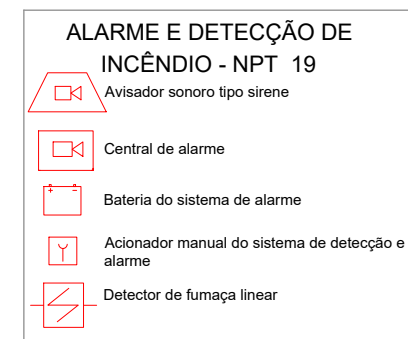 ALARME E DETECÇÃO DE
INCÊNDIO - NPT 19
Avisador sonoro tipo sirene
Central de alarme
Bateria do sistema de alarme
Acionador manual do sistema de detecção e
alarme
Detector de fumaça linear